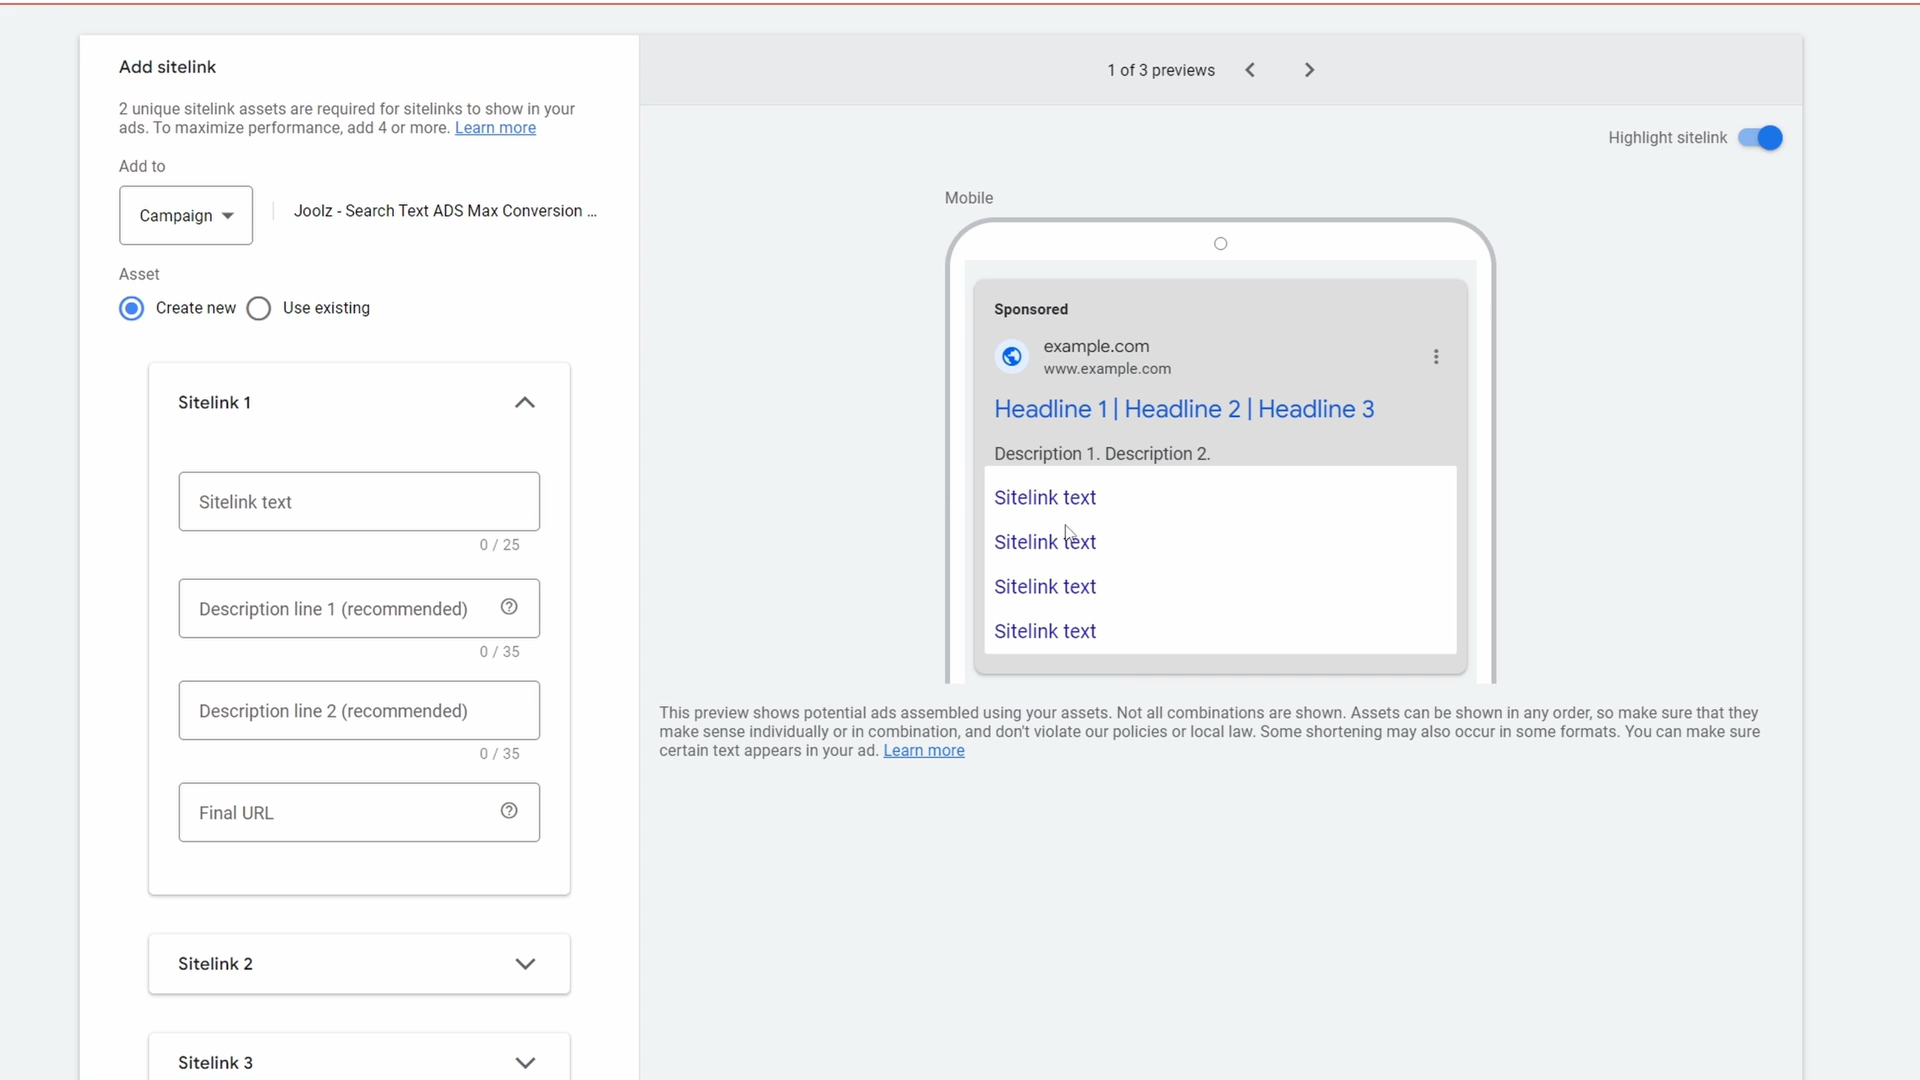 Add sitelink
2 unique sitelink assets are required for sitelinks to show in your
ads. To maximize performance, add 4 or more. Learn more
Add to
Campaign
Joolz - Search Text ADS Max Conversion ...
Asset
Create new
Use existing
Sitelink 1
Sitelink text
0 / 25
Description line 1 (recommended)
0 / 35
Description line 2 (recommended)
0 / 35
Final URL
Sitelink 2
Sitelink 3
1 of 3 previews
Highlight sitelink
Mobile
Sponsored
example.com
www.example.com
Headline 1 | Headline 2 | Headline 3
Description 1. Description 2.
Sitelink text
Sitelink text
Sitelink text
Sitelink text
This preview shows potential ads assembled using your assets. Not all combinations are shown. Assets can be shown in any order, so make sure that they
make sense individually or in combination, and don't violate our policies or local law. Some shortening may also occur in some formats. You can make sure
certain text appears in your ad. Learn more